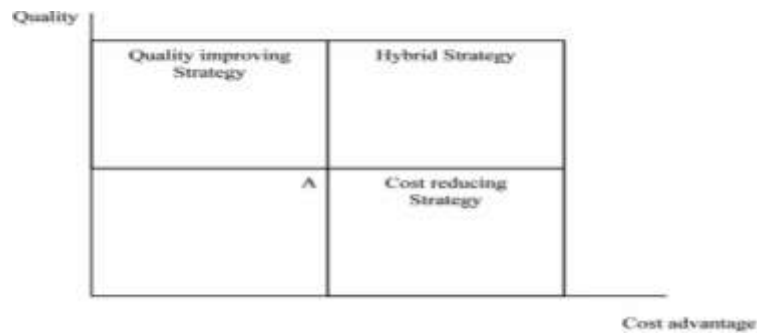 Quality
Quality improving
Strategy
Hybrid Strategy
A
Cost reducing
Strategy
Cost advantage